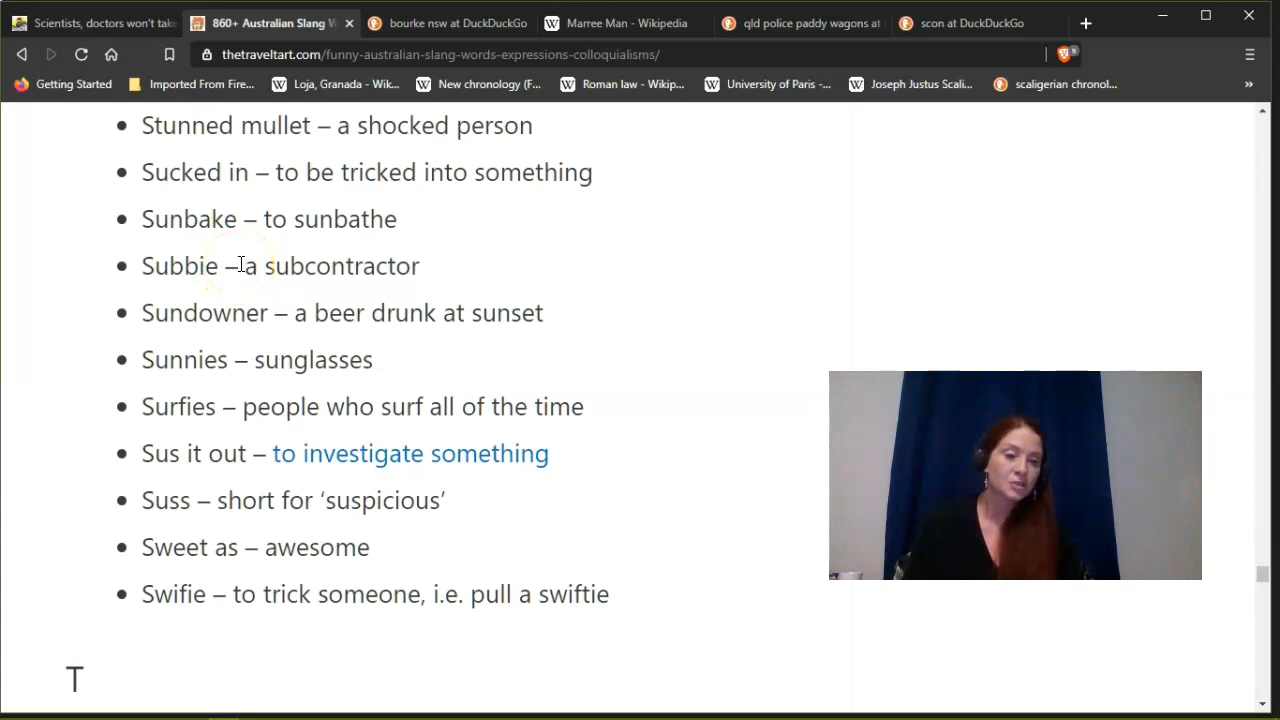 Scientists, doctors won't take
860+ Australian Slang W
bourke nsw at DuckDuckGo
Marree Man - Wikipedia
qld police paddy wagons at
scon at DuckDuckGo
thetraveltart.com/funny-australian-slang-words-expressions-colloquialisms/
9
Getting Started
Imported From Fire...
Loja, Granada - Wik...
New chronology (F...
Roman law - Wikip...
University of Paris -...
Joseph Justus Scali...
scaligerian chronol...
»
• Stunned mullet – a shocked person
• Sucked in – to be tricked into something
• Sunbake – to sunbathe
• Subbie – a subcontractor
• Sundowner – a beer drunk at sunset
• Sunnies – sunglasses
• Surfies – people who surf all of the time
• Sus it out – to investigate something
• Suss – short for ‘suspicious’
• Sweet as – awesome
• Swifie – to trick someone, i.e. pull a swiftie
T